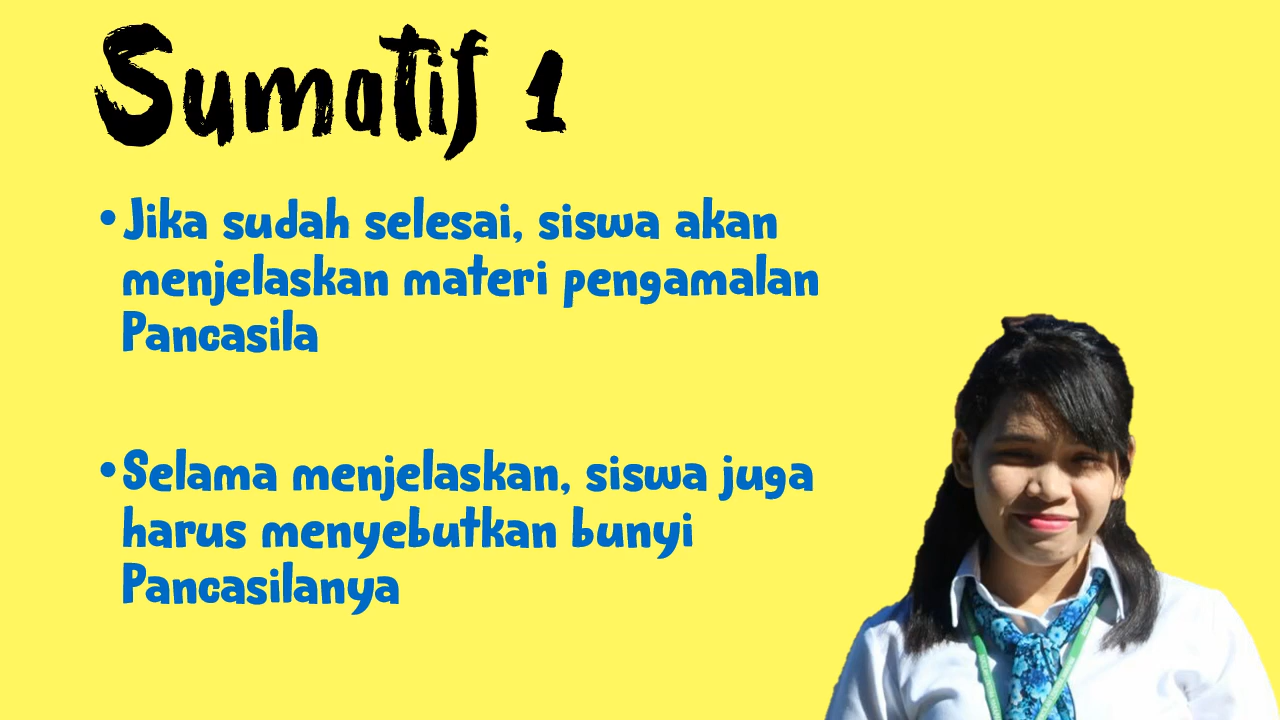 Sumatif 1
• Jika sudah selesai, siswa akan
menjelaskan materi pengamalan
Pancasila
• Selama menjelaskan, siswa juga
harus menyebutkan bunyi
Pancasilanya